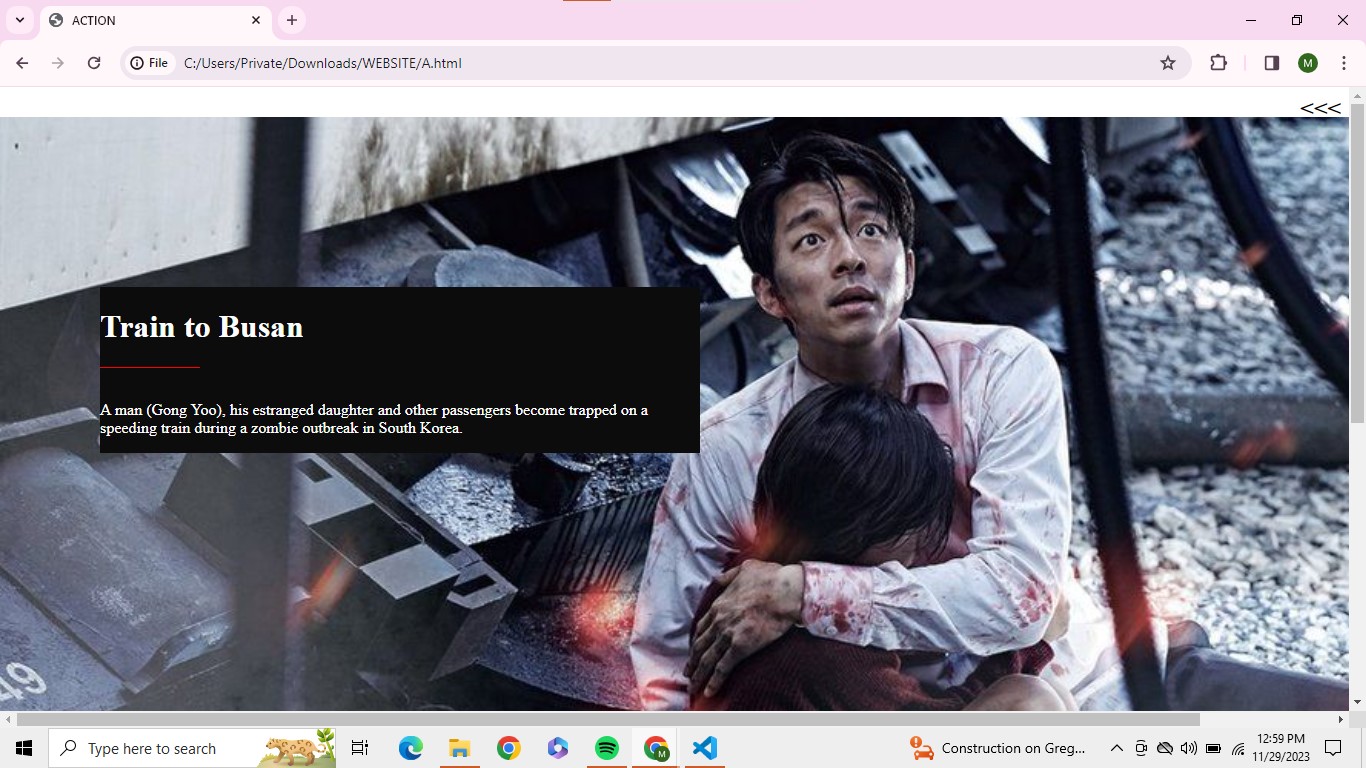 ACTION
File
C:/Users/Private/Downloads/WEBSITE/A.html
M
<<<
Train to Busan
A man (Gong Yoo), his estranged daughter and other passengers become trapped on a
speeding train during a zombie outbreak in South Korea.
49
Type here to search
M
Construction on Greg...
12:59 PM
11/29/2023